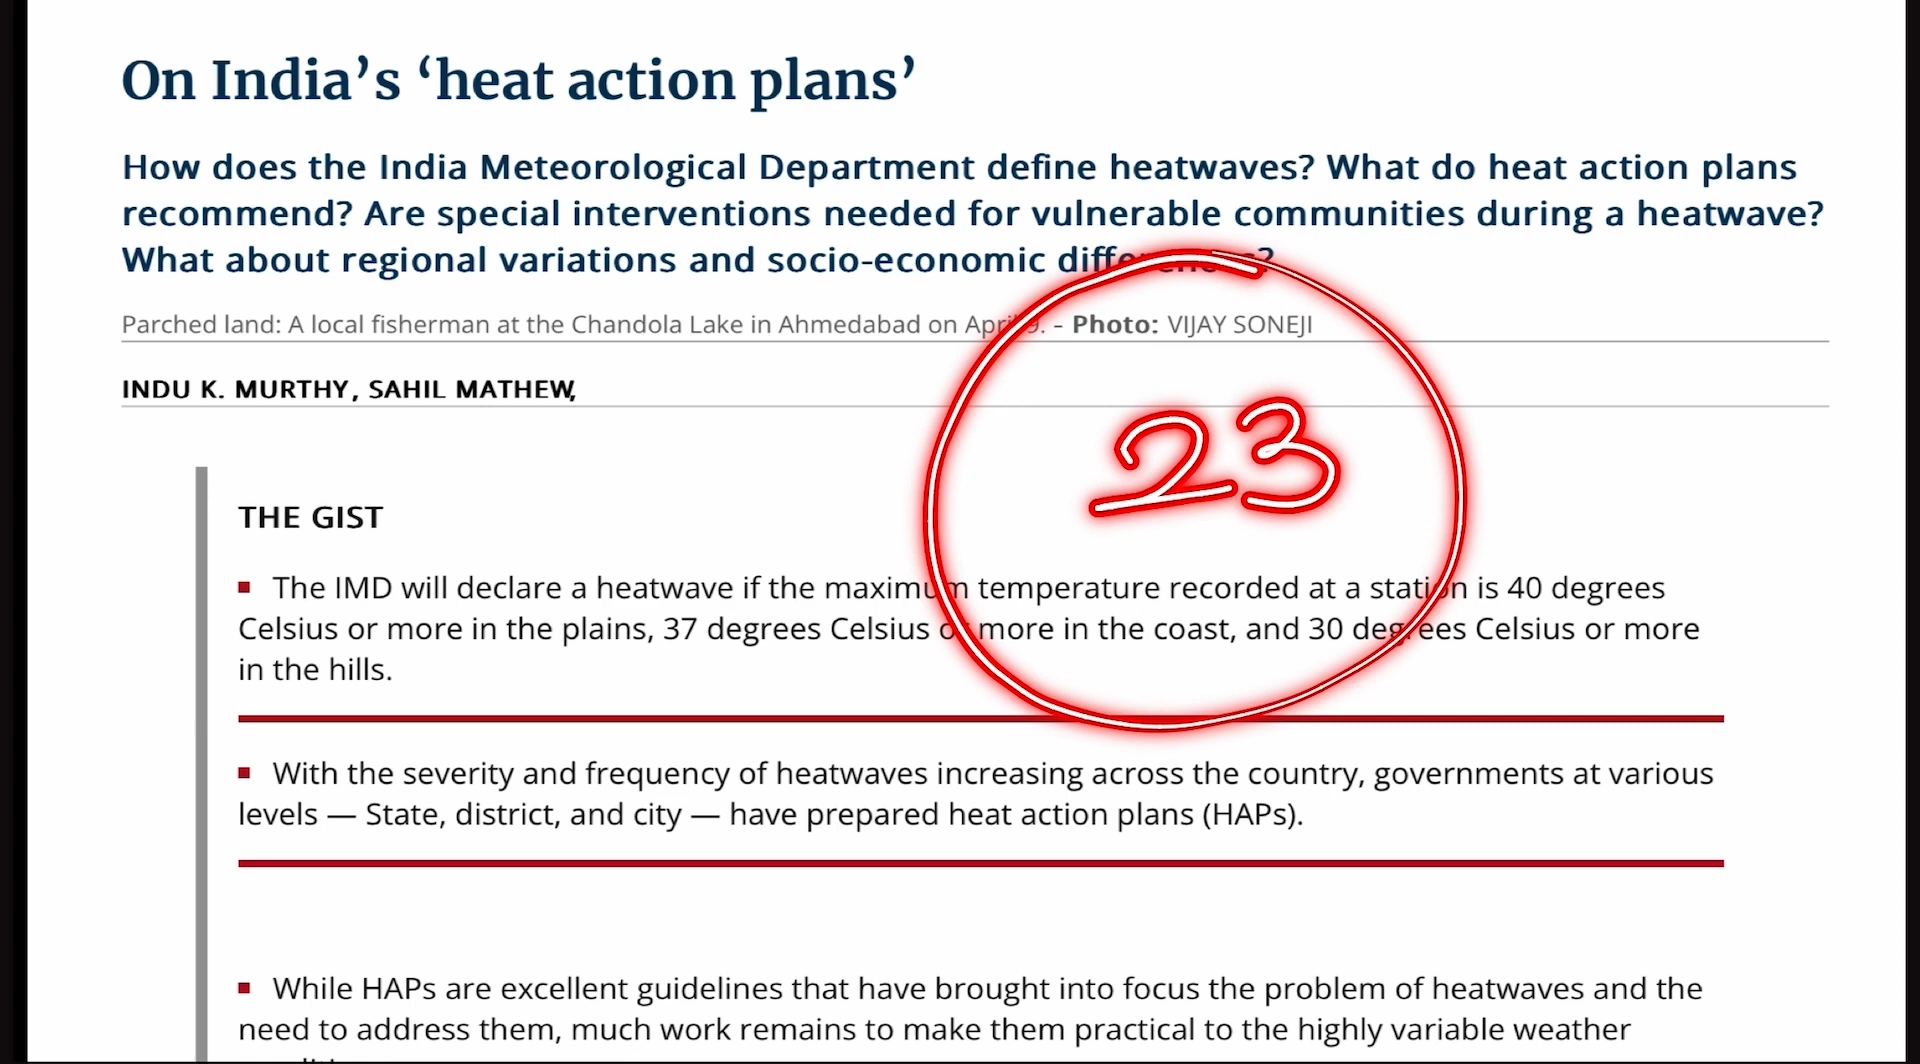 On India’s ‘heat action plans’
How does the India Meteorological Department define heatwaves? What do heat action plans
recommend? Are special interventions needed for vulnerable communities during a heatwave?
What about regional variations and socio-economic differences?
Parched land: A local fisherman at the Chandola Lake in Ahmedabad on April 9. - Photo: VIJAY SONEJI
INDU K. MURTHY, SAHIL MATHEW,
23
THE GIST
▪ The IMD will declare a heatwave if the maximum temperature recorded at a station is 40 degrees
Celsius or more in the plains, 37 degrees Celsius or more in the coast, and 30 degrees Celsius or more
in the hills.
▪ With the severity and frequency of heatwaves increasing across the country, governments at various
levels — State, district, and city — have prepared heat action plans (HAPs).
▪ While HAPs are excellent guidelines that have brought into focus the problem of heatwaves and the
need to address them, much work remains to make them practical to the highly variable weather